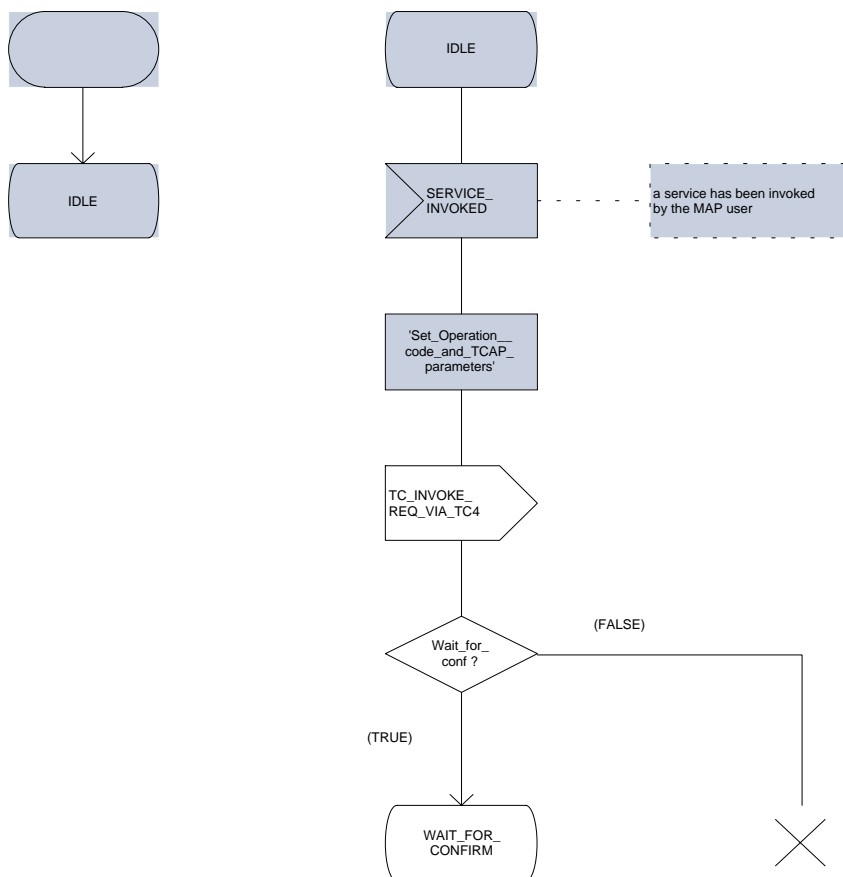 IDLE
IDLE
SERVICE_
INVOKED
a service has been invoked
by the MAP user
'Set_Operation__
code_and_TCAP_
parameters'
TC_INVOKE_
REQ_VIA_TC4
Wait_for_
conf ?
(FALSE)
(TRUE)
WAIT_FOR_
CONFIRM